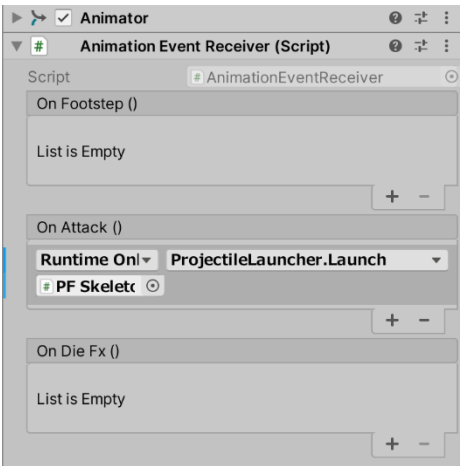 Animator
# Animation Event Receiver (Script)
Script # AnimationEventReceiver
On Footstep ()
List is Empty
+ −
On Attack ()
Runtime Onl ProjectileLauncher.Launch
# PF Skelet
+ −
On Die Fx ()
List is Empty
+ −